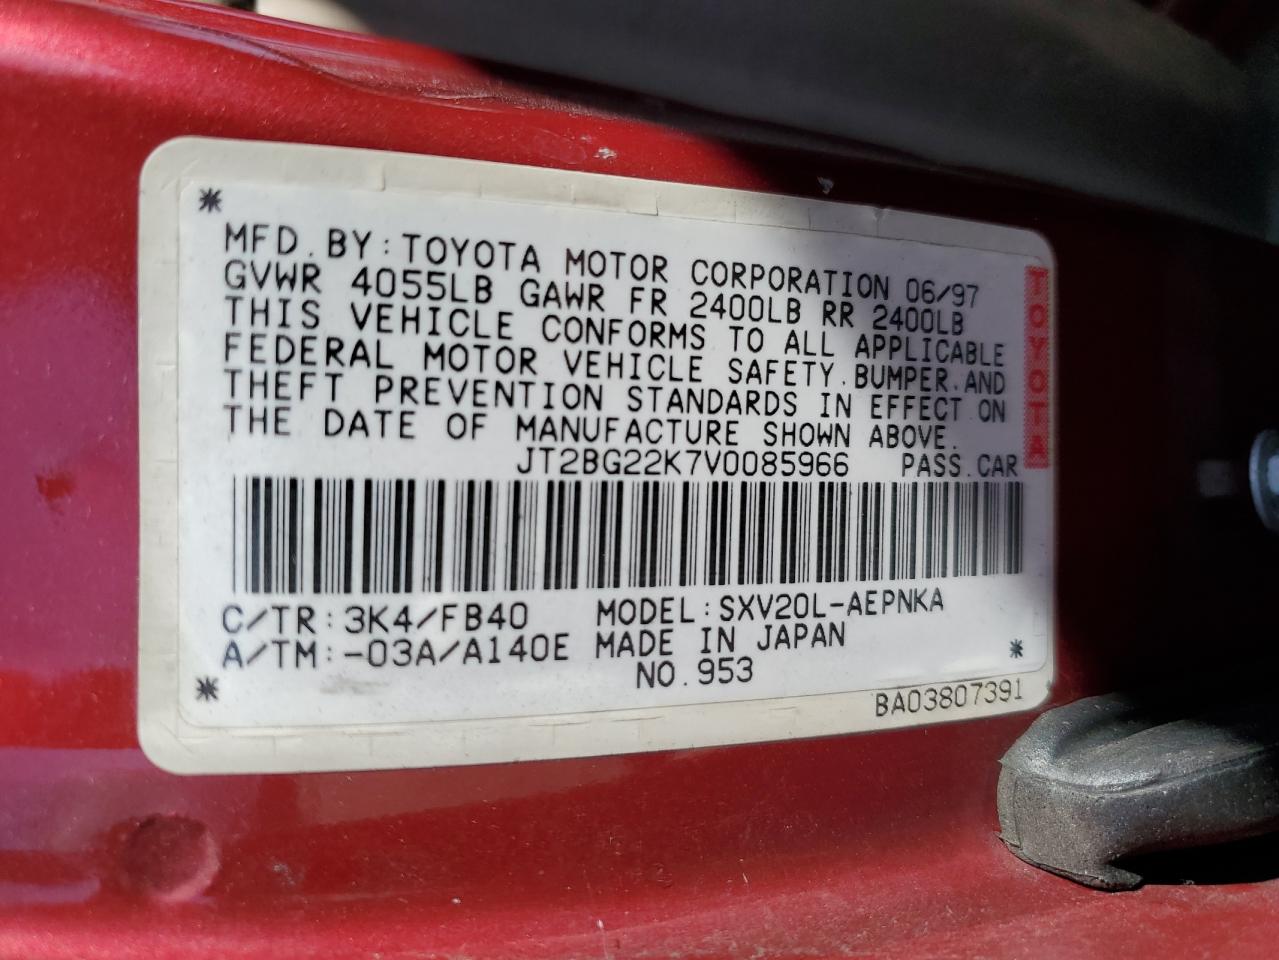 MFD.BY:TOYOTA MOTOR CORPORATION 06/97
GVWR 4055LB GAWR FR 2400LB RR 2400LB
THIS VEHICLE CONFORMS TO ALL APPLICABLE
FEDERAL MOTOR VEHICLE SAFETY.BUMPER.AND
THEFT PREVENTION STANDARDS IN EFFECT ON
THE DATE OF MANUFACTURE SHOWN ABOVE.
JT2BG22K7V0085966 PASS.CAR
TOYOTA
C/TR:3K4/FB40 MODEL:SXV20L-AEPNKA
A/TM:-03A/A140E MADE IN JAPAN
NO.953
BA03807391